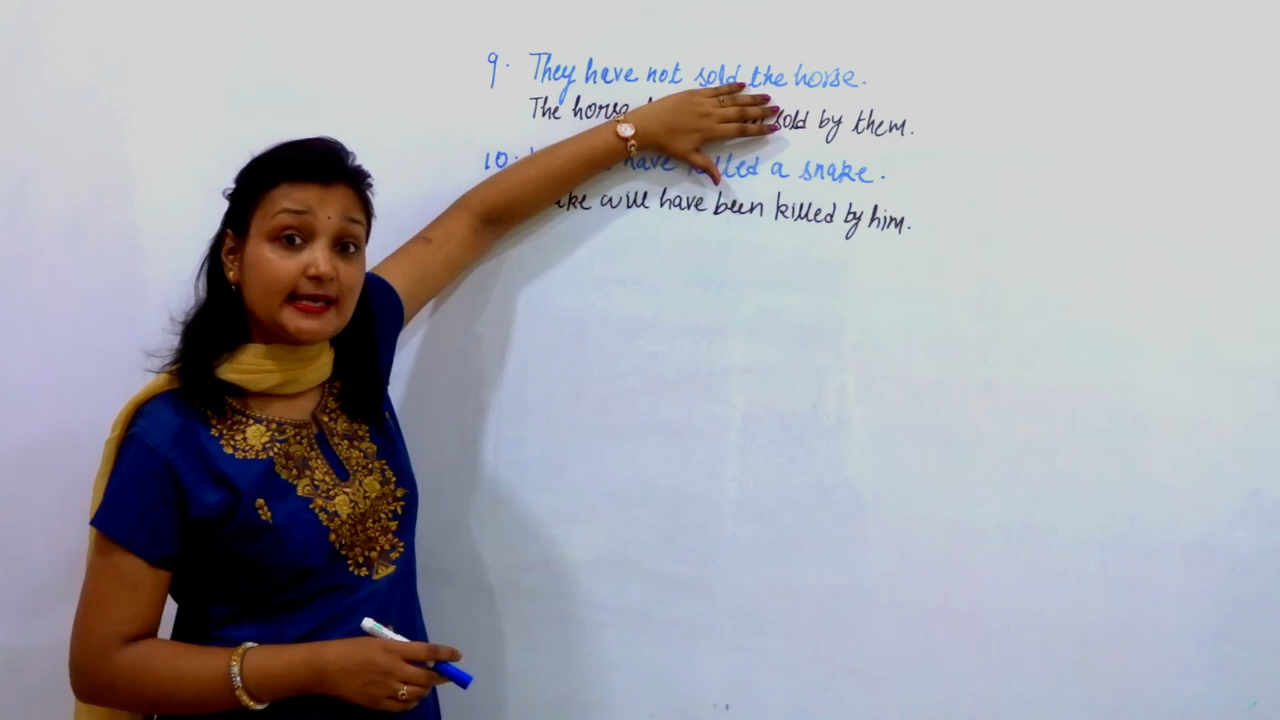 9. They have not sold the horse.
The horse sold by them.
10. have killed a snake.
will have been killed by him.